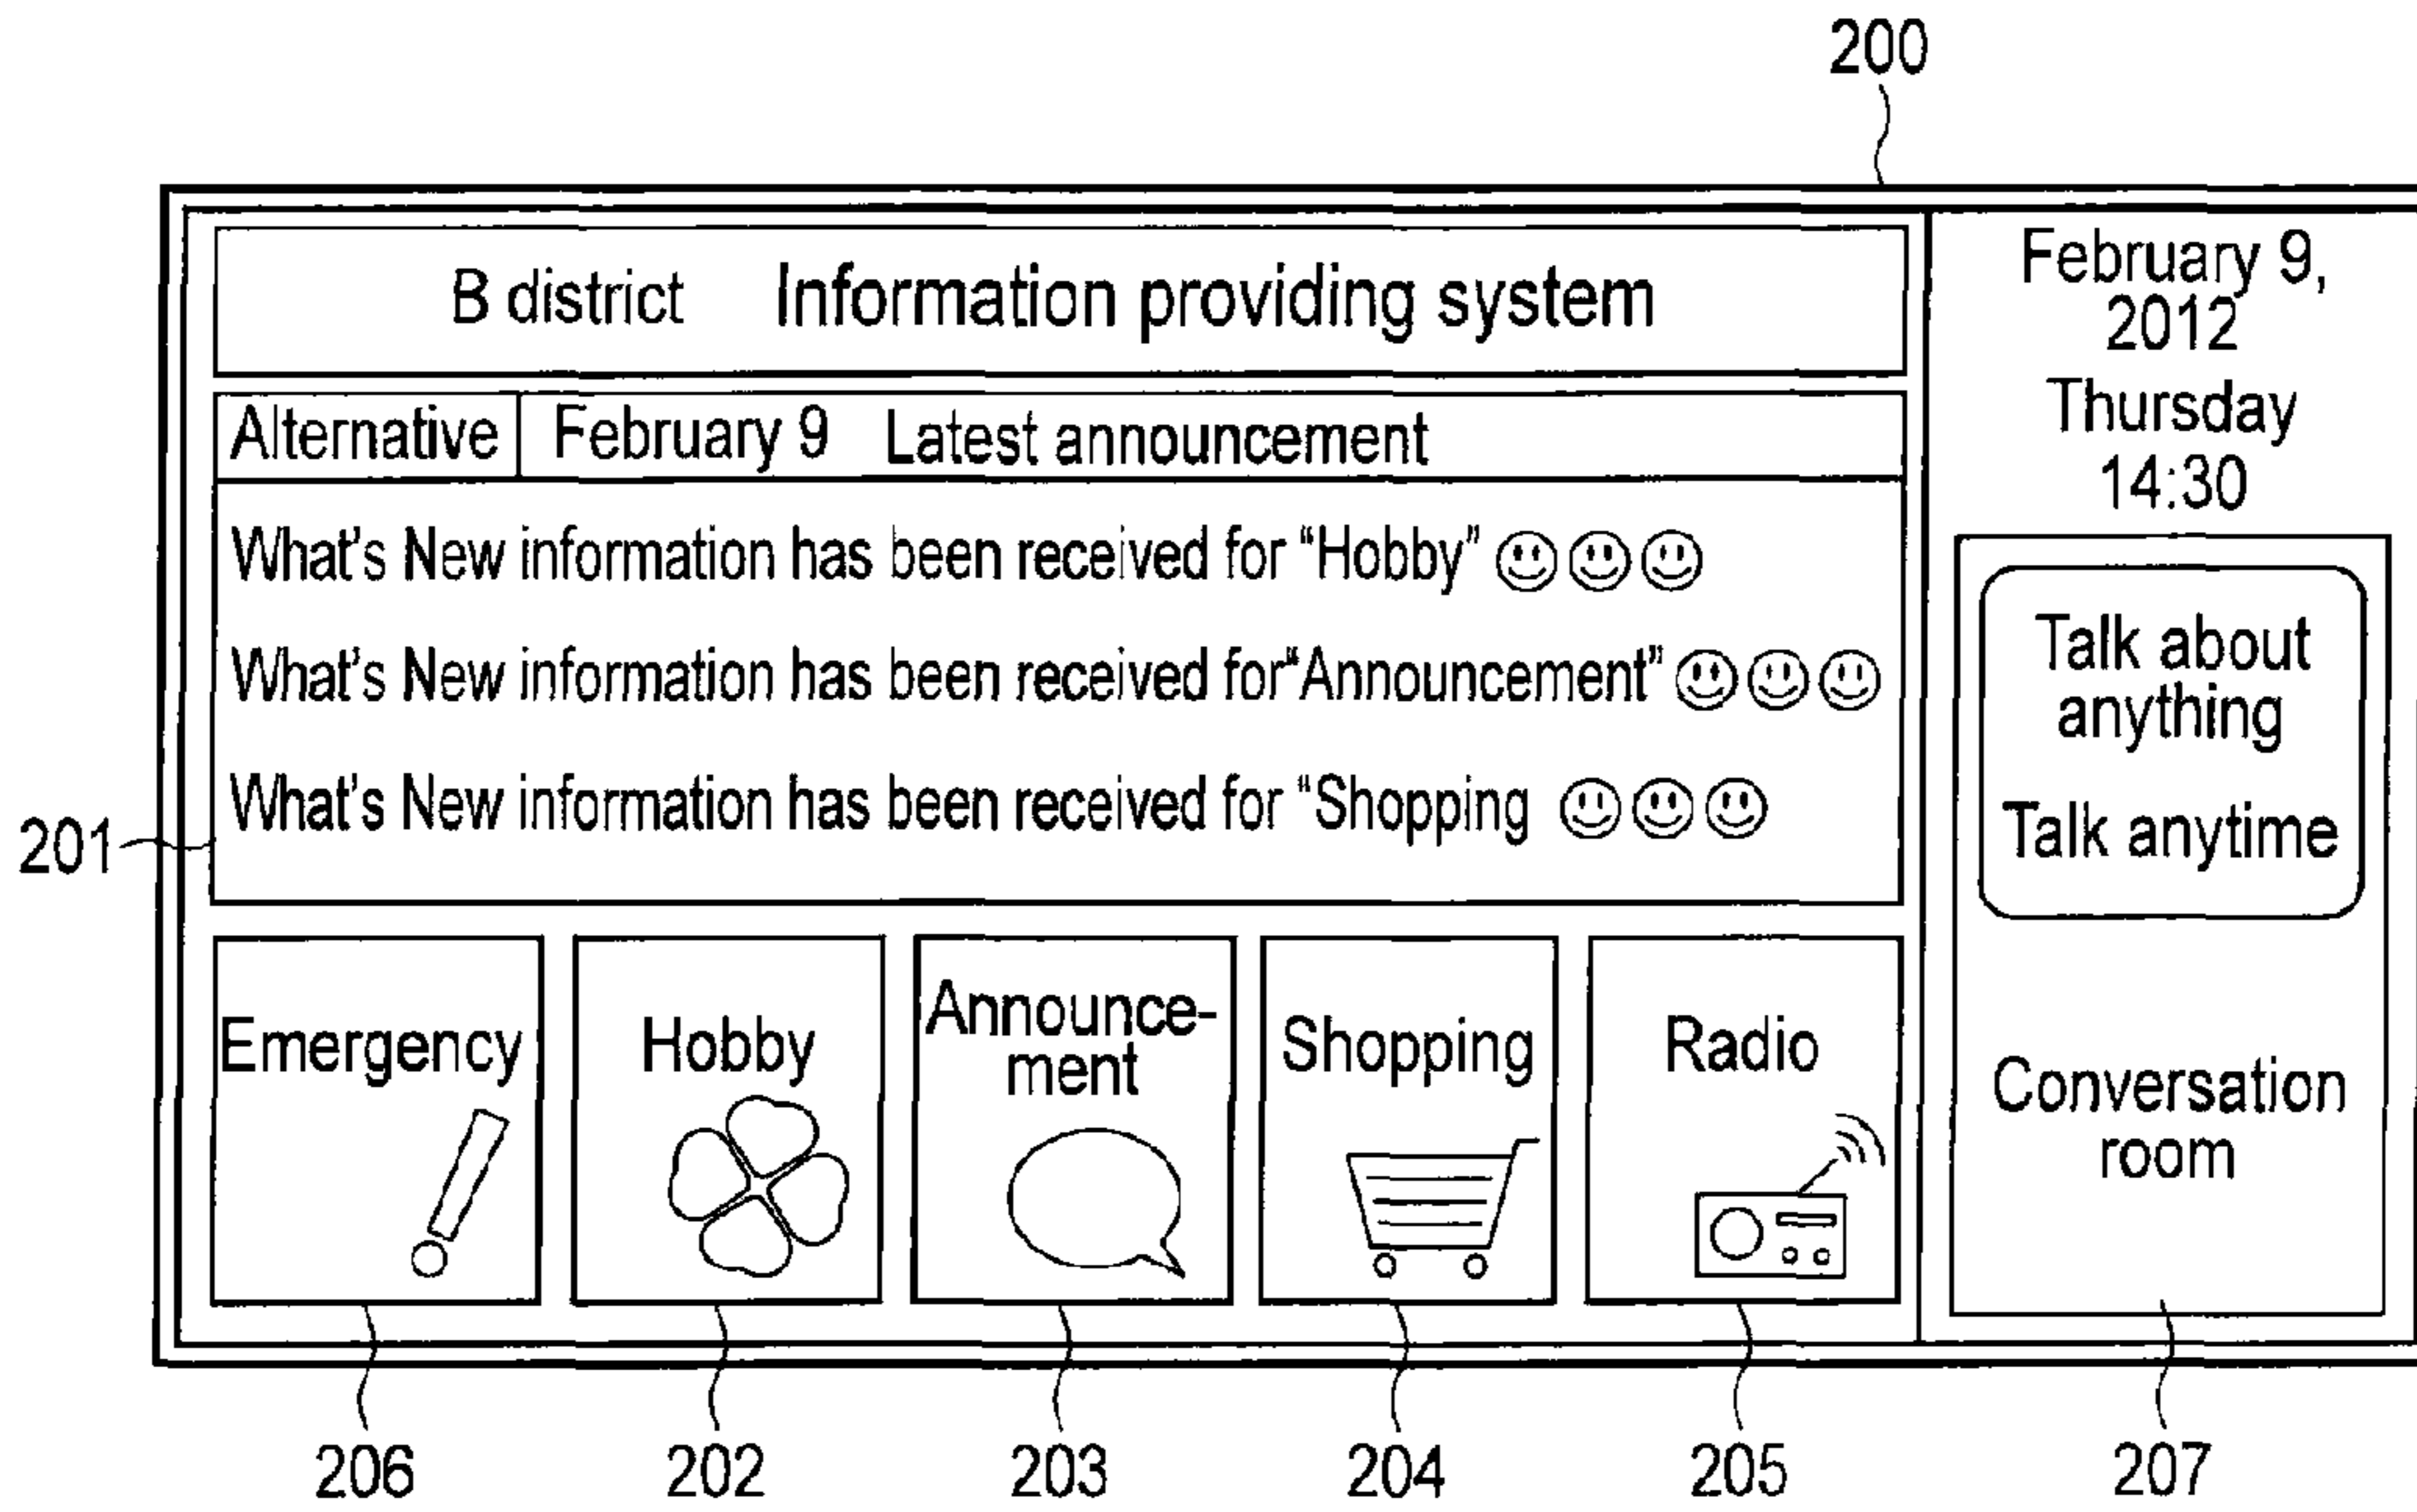 200
B district Information providing system
February 9,
2012
Thursday
14:30
Alternative February 9 Latest announcement
What's New information has been received for “Hobby”
What's New information has been received for“Announcement”
What's New information has been received for “Shopping
201
Talk about
anything
Talk anytime
Conversation
room
Emergency
Hobby
Announce-
ment
Shopping
Radio
206 202 203 204 205 207